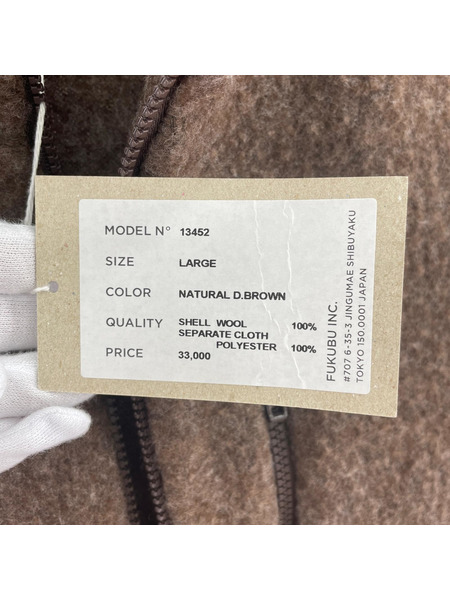 MODEL N° 13452
SIZE LARGE
COLOR NATURAL D.BROWN
QUALITY SHELL WOOL 100%
SEPARATE CLOTH
POLYESTER 100%
PRICE 33,000
FUKUBU INC.
#707 6-35-3 JINGUMAE SHIBUYAKU
TOKYO 150.0001 JAPAN